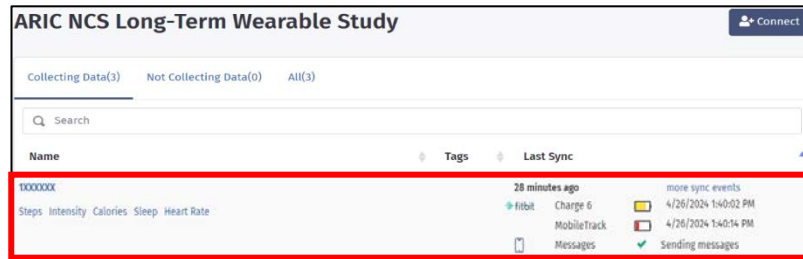 ARIC NCS Long-Term Wearable Study
Connect
Collecting Data(3) Not Collecting Data(0) All(3)
Search
Name Tags Last Sync
1XXXXXX 28 minutes ago more sync events
Steps Intensity Calories Sleep Heart Rate fitbit Charge 6 4/26/2024 1:40:02 PM
MobileTrack 4/26/2024 1:40:14 PM
Messages Sending messages